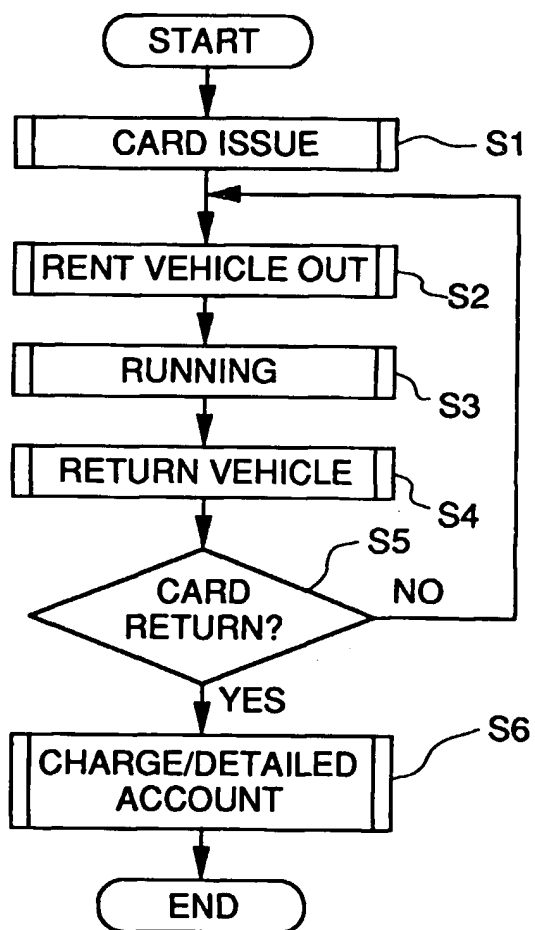 START
CARD ISSUE
S1
RENT VEHICLE OUT
S2
RUNNING
S3
RETURN VEHICLE
S4
S5
CARD
RETURN?
NO
YES
S6
CHARGE/DETAILED
ACCOUNT
END